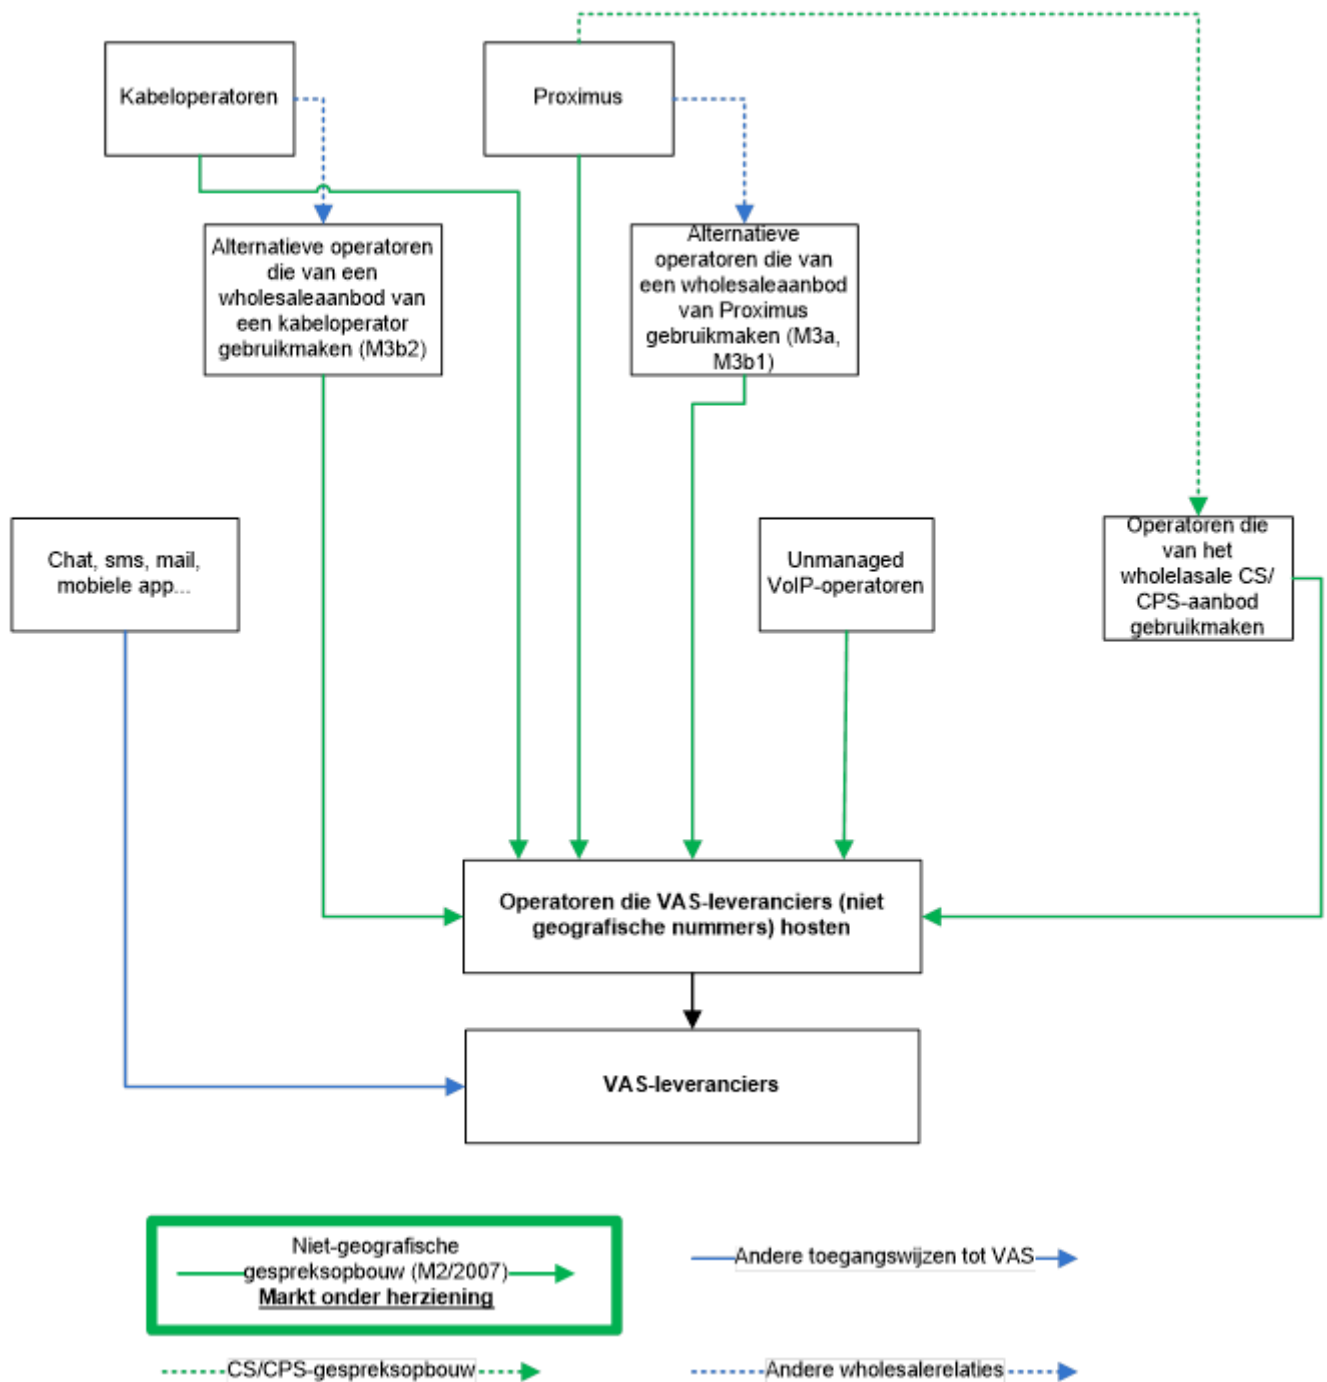 Kabeloperatoren
Proximus
Alternatieve operatoren
die van een
wholesaleaanbod van
een kabeloperator
gebruikmaken (M3b2)
Alternatieve
operatoren die van
een wholesaleaanbod
van Proximus
gebruikmaken (M3a,
M3b1)
Chat, sms, mail,
mobiele app...
Unmanaged
VoIP-operatoren
Operatoren die
van het
wholelasale CS/
CPS-aanbod
gebruikmaken
Operatoren die VAS-leveranciers (niet
geografische nummers) hosten
VAS-leveranciers
Niet-geografische
gespreksopbouw (M2/2007)
Markt onder herziening
Andere toegangswijzen tot VAS
CS/CPS-gespreksopbouw
Andere wholesalerelaties